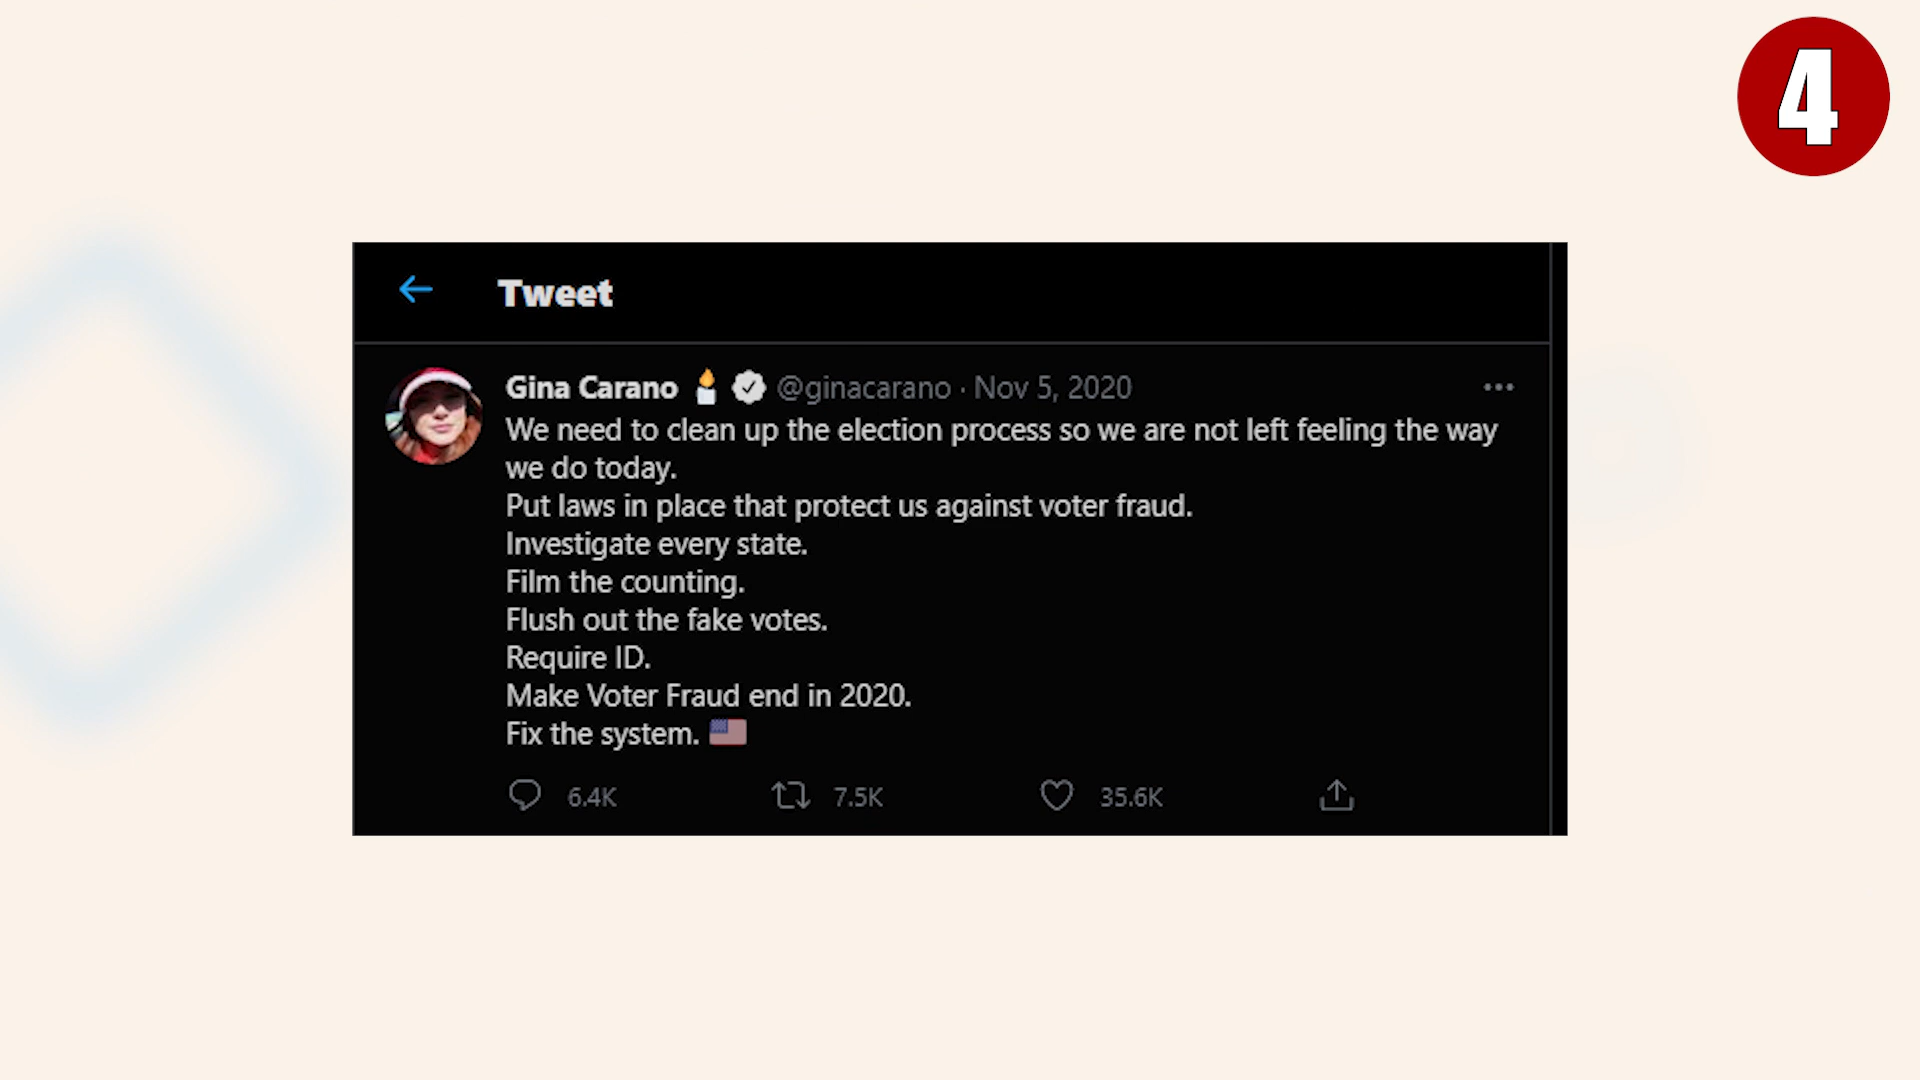 4
Tweet
Gina Carano @ginacarano · Nov 5, 2020
We need to clean up the election process so we are not left feeling the way
we do today.
Put laws in place that protect us against voter fraud.
Investigate every state.
Film the counting.
Flush out the fake votes.
Require ID.
Make Voter Fraud end in 2020.
Fix the system.
6.4K 7.5K 35.6K